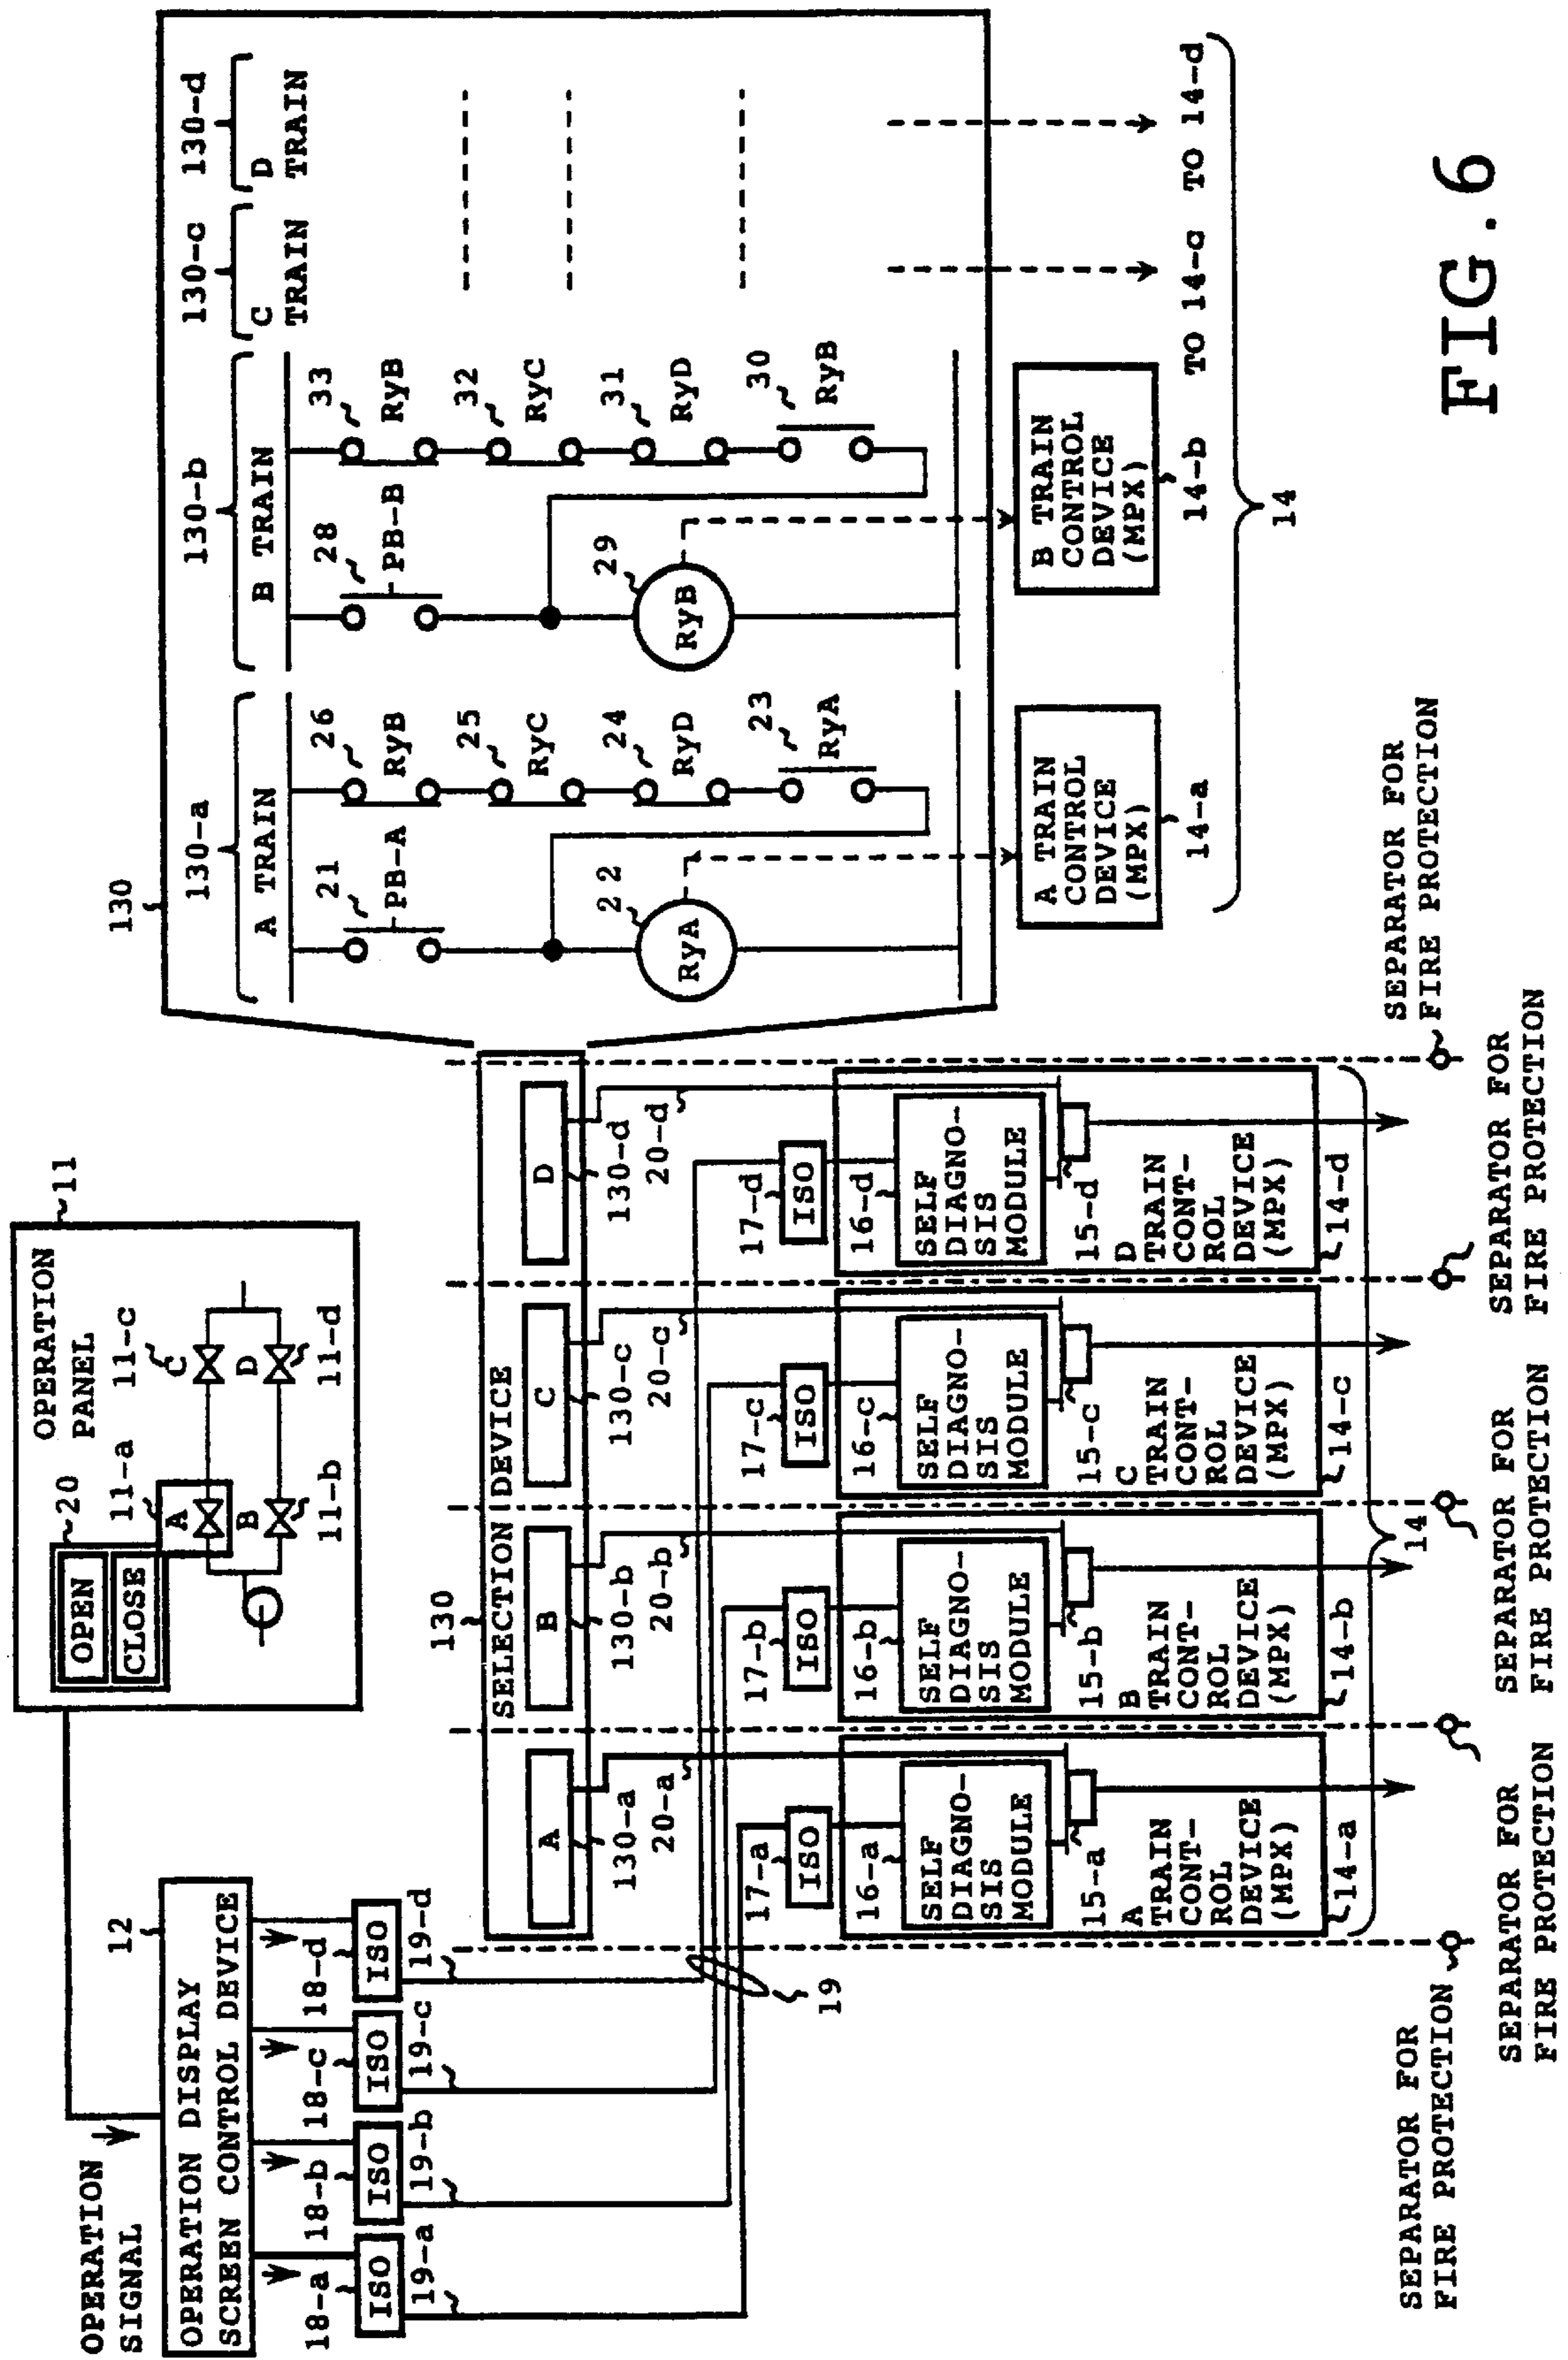 OPERATION
SIGNAL
OPERATION DISPLAY
SCREEN CONTROL DEVICE
12
18-a
18-b
18-c
18-d
ISO
ISO
ISO
ISO
19-a
19-b
19-c
19-d
19
OPERATION
PANEL
11
20
OPEN
CLOSE
11-a
A
B
11-b
11-c
C
D
11-d
130
SELECTION DEVICE
A
B
C
D
130-a
130-b
130-c
130-d
20-a
20-b
20-c
20-d
17-a
17-b
17-c
17-d
ISO
ISO
ISO
ISO
16-a
16-b
16-c
16-d
SELF
DIAGNO-
SIS
MODULE
SELF
DIAGNO-
SIS
MODULE
SELF
DIAGNO-
SIS
MODULE
SELF
DIAGNO-
SIS
MODULE
15-a
15-b
15-c
15-d
A
TRAIN
CONT-
ROL
DEVICE
(MPX)
B
TRAIN
CONT-
ROL
DEVICE
(MPX)
C
TRAIN
CONT-
ROL
DEVICE
(MPX)
D
TRAIN
CONT-
ROL
DEVICE
(MPX)
14-a
14-b
14-c
14-d
14
SEPARATOR FOR
FIRE PROTECTION
SEPARATOR FOR
FIRE PROTECTION
SEPARATOR FOR
FIRE PROTECTION
SEPARATOR FOR
FIRE PROTECTION
SEPARATOR FOR
FIRE PROTECTION
130
130-a
130-b
130-c
130-d
A TRAIN
B TRAIN
C
TRAIN
D
TRAIN
21
PB-A
26
RyB
25
RyC
24
RyD
23
RyA
22
RyA
28
PB-B
33
RyB
32
RyC
31
RyD
30
RyB
29
RyB
A TRAIN
CONTROL
DEVICE
(MPX)
14-a
B TRAIN
CONTROL
DEVICE
(MPX)
14-b
TO 14-c
TO 14-d
14
FIG. 6